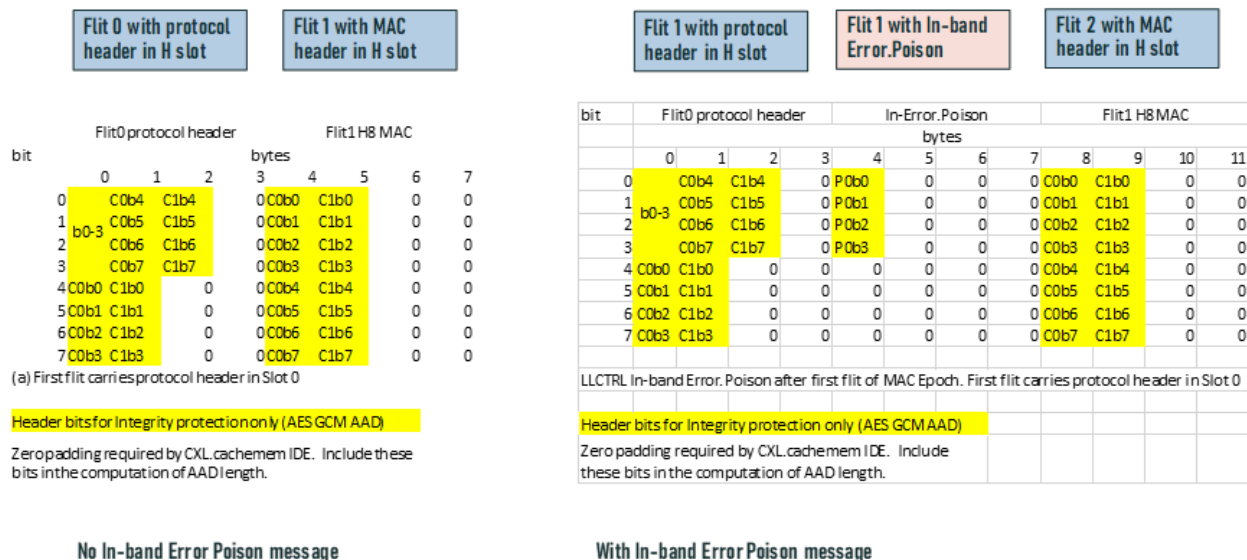 Flit 0 with protocol
header in H slot
Flit 1 with MAC
header in H slot
Flit0 protocol header Flit1 H8 MAC
bit bytes
0 1 2 3 4 5 6 7
0 C0b4 C1b4 0 C0b0 C1b0 0 0
1 C0b5 C1b5 0 C0b1 C1b1 0 0
b0-3
2 C0b6 C1b6 0 C0b2 C1b2 0 0
3 C0b7 C1b7 0 C0b3 C1b3 0 0
4 C0b0 C1b0 0 0 C0b4 C1b4 0 0
5 C0b1 C1b1 0 0 C0b5 C1b5 0 0
6 C0b2 C1b2 0 0 C0b6 C1b6 0 0
7 C0b3 C1b3 0 0 C0b7 C1b7 0 0
(a) First flit carries protocol header in Slot 0
Header bits for Integrity protection only (AES GCM AAD)
Zero padding required by CXL.cachemem IDE. Include these
bits in the computation of AAD length.
No In-band Error Poison message
Flit 1 with protocol
header in H slot
Flit 1 with In-band
Error.Poison
Flit 2 with MAC
header in H slot
bit Flit0 protocol header In-Error.Poison Flit1 H8 MAC
bytes
0 1 2 3 4 5 6 7 8 9 10 11
0 C0b4 C1b4 0 P0b0 0 0 0 C0b0 C1b0 0 0
1 C0b5 C1b5 0 P0b1 0 0 0 C0b1 C1b1 0 0
b0-3
2 C0b6 C1b6 0 P0b2 0 0 0 C0b2 C1b2 0 0
3 C0b7 C1b7 0 P0b3 0 0 0 C0b3 C1b3 0 0
4 C0b0 C1b0 0 0 0 0 0 0 C0b4 C1b4 0 0
5 C0b1 C1b1 0 0 0 0 0 0 C0b5 C1b5 0 0
6 C0b2 C1b2 0 0 0 0 0 0 C0b6 C1b6 0 0
7 C0b3 C1b3 0 0 0 0 0 0 C0b7 C1b7 0 0
LLCTRL In-band Error. Poison after first flit of MAC Epoch. First flit carries protocol header in Slot 0
Header bits for Integrity protection only (AES GCM AAD)
Zero padding required by CXL.cachemem IDE. Include
these bits in the computation of AAD length.
With In-band Error Poison message